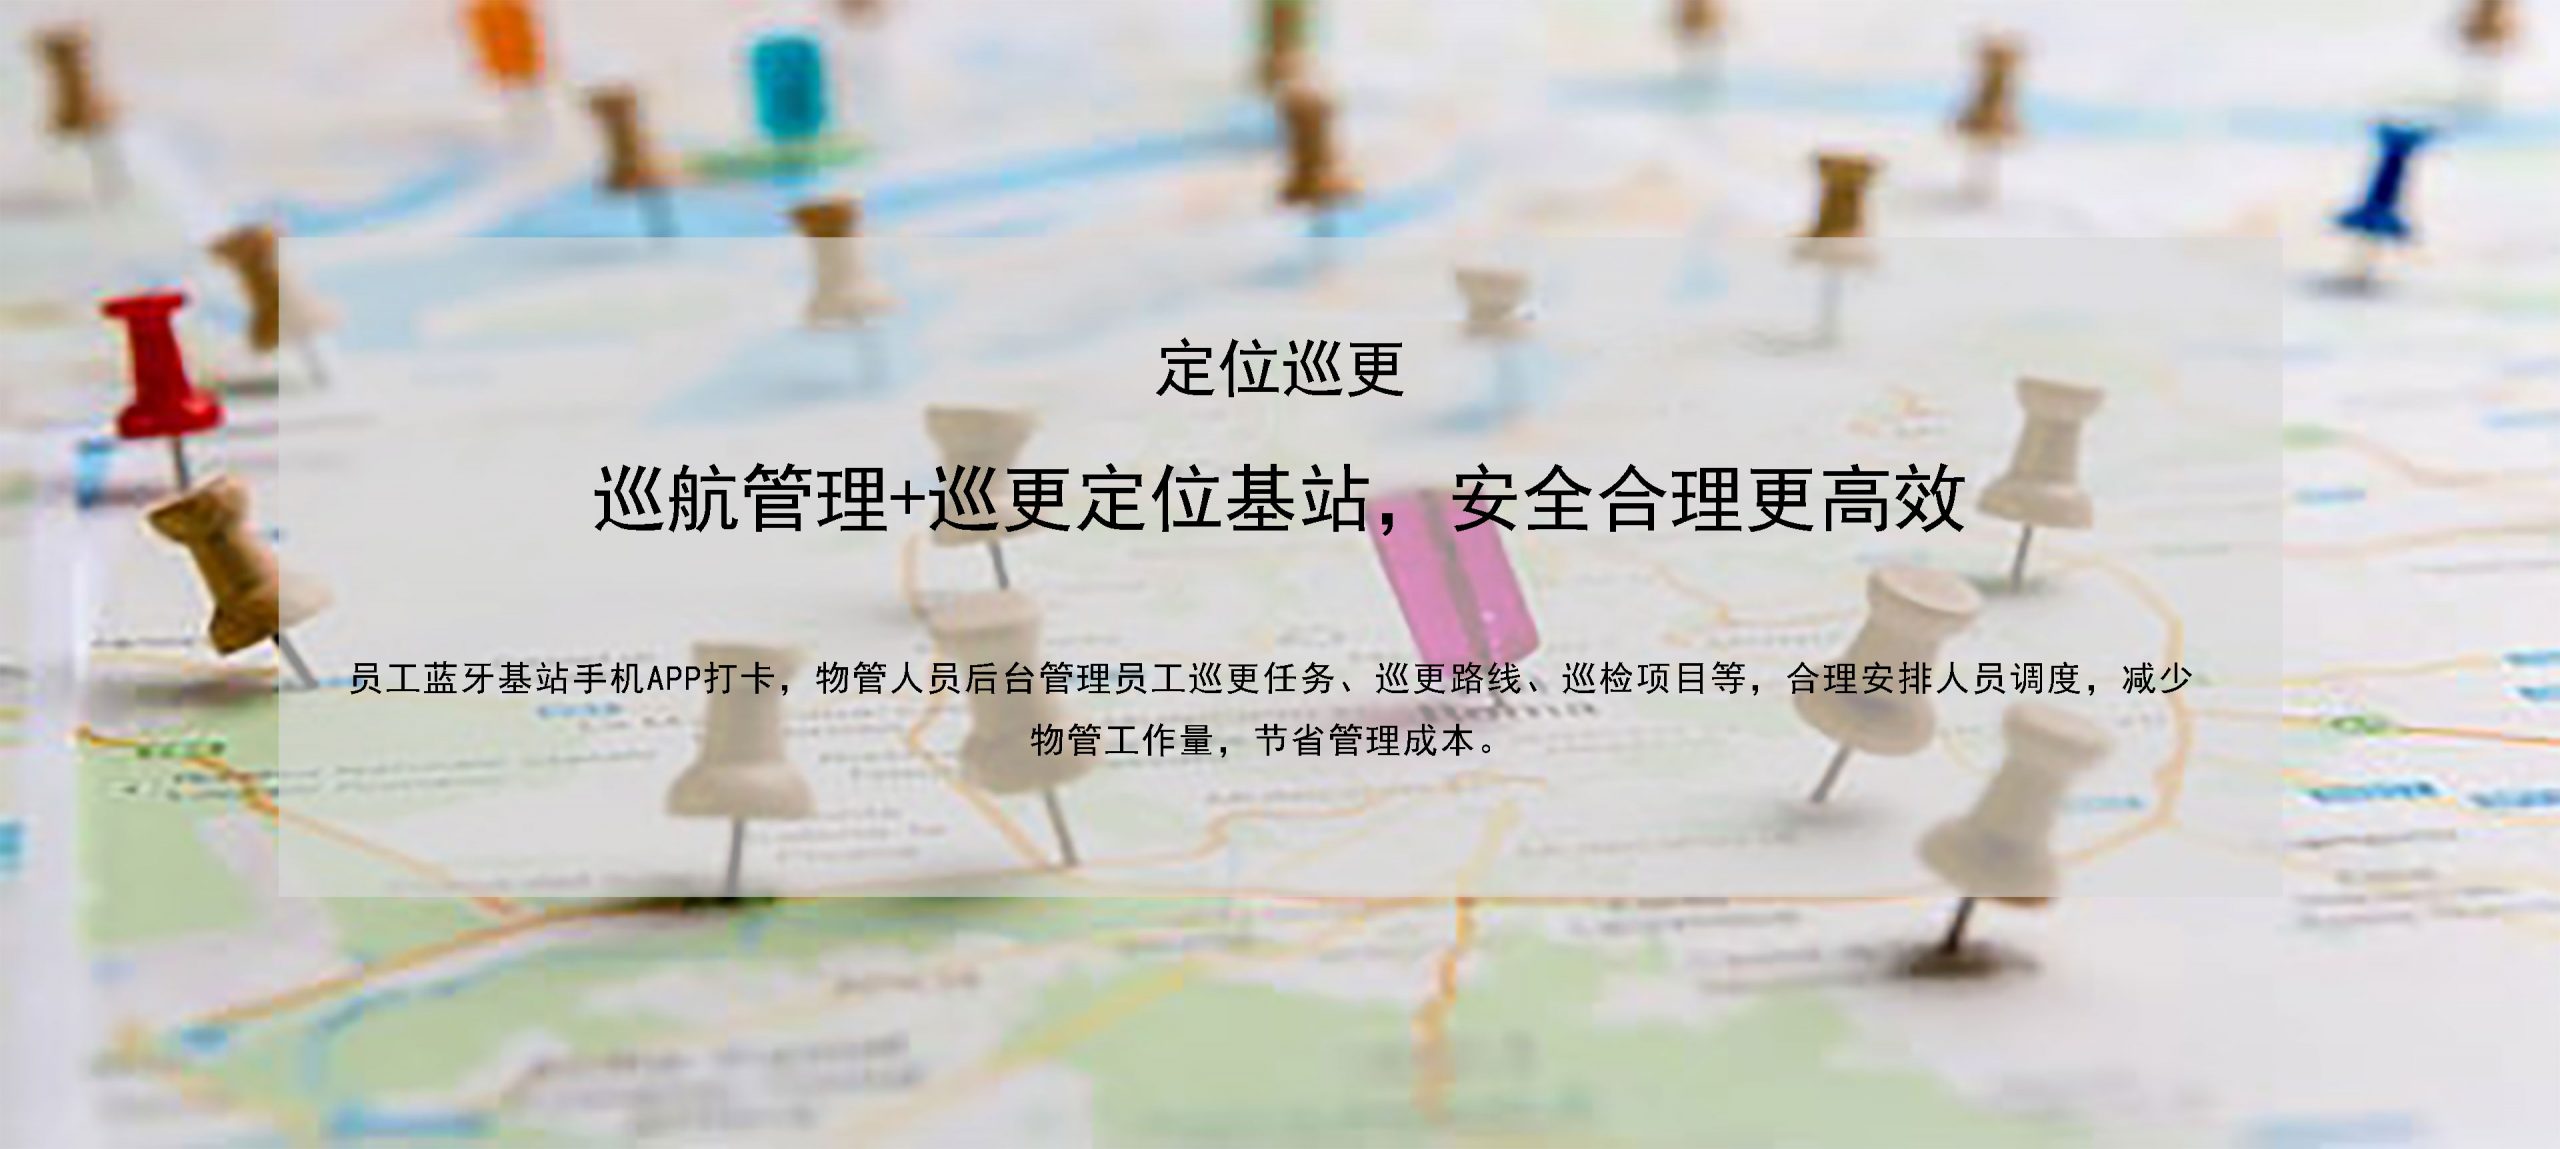 定位巡更
巡航管理+巡更定位基站，安全合理更高效
员工蓝牙基站手机APP打卡，物管人员后台管理员工巡更任务、巡更路线、巡检项目等，合理安排人员调度，减少
物管工作量，节省管理成本。